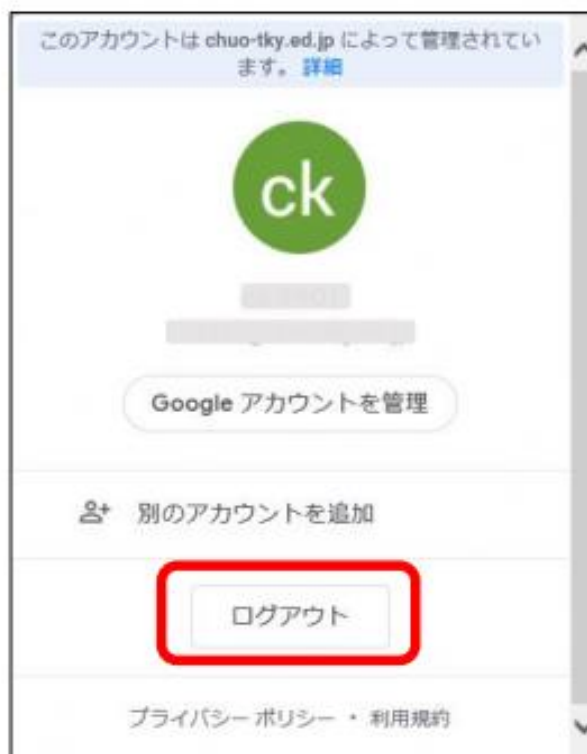 このアカウントは chuo-tky.ed.jp によって管理されてい
ます。 詳細
ck
Google アカウントを管理
別のアカウントを追加
ログアウト
プライバシー ポリシー ・ 利用規約